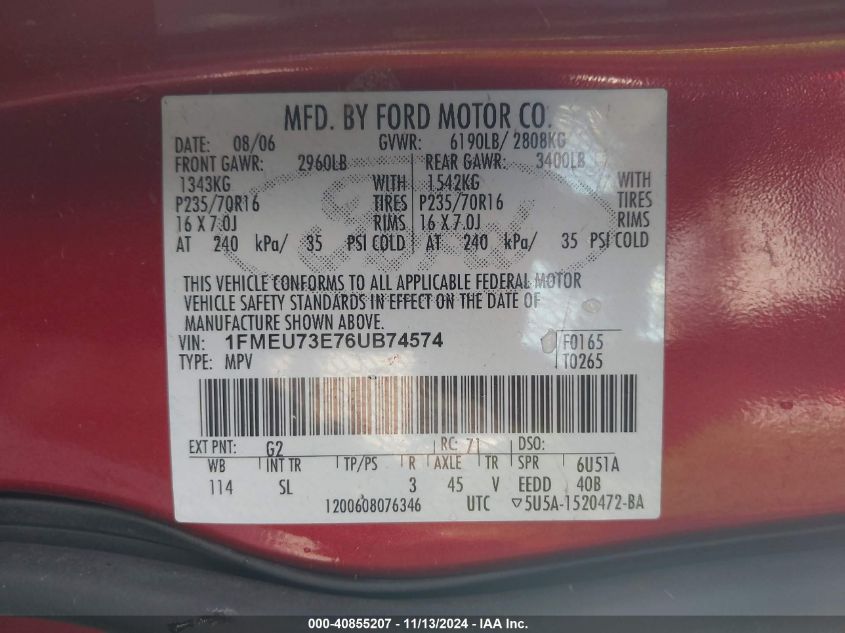 MFD. BY FORD MOTOR CO.
DATE: 08/06 GVWR: 6190LB/ 2808KG
FRONT GAWR: 2960LB REAR GAWR: 3400LB
1343KG WITH 1542KG WITH
P235/70R16 TIRES P235/70R16 TIRES
16 X 7.0J RIMS 16 X 7.0J RIMS
AT 240 kPa/ 35 PSI COLD AT 240 kPa/ 35 PSI COLD
THIS VEHICLE CONFORMS TO ALL APPLICABLE FEDERAL MOTOR
VEHICLE SAFETY STANDARDS IN EFFECT ON THE DATE OF
MANUFACTURE SHOWN ABOVE.
VIN: 1FMEU73E76UB74574 F0165
TYPE: MPV T0265
EXT PNT: G2 RC: 71 DSO:
WB INT TR TP/PS R AXLE TR SPR 6U51A
114 SL 3 45 V EEDD 40B
1200608076346 UTC ▽5U5A-1520472-BA
000-40855207 - 11/13/2024 - IAA Inc.